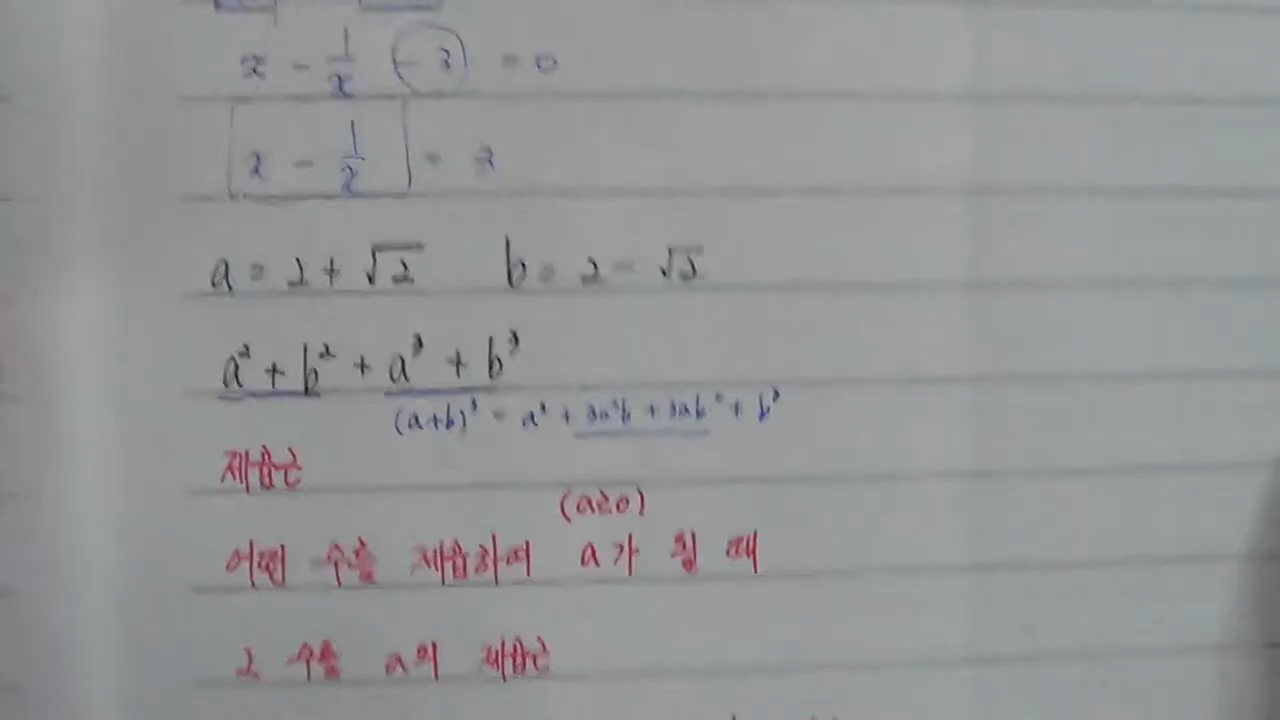 x - 1/x - 3 = 0
x - 1/x = 3
a = 2 + √2 b = 2 - √2
a² + b² + a³ + b³
(a+b)³ = a³ + 3a²b + 3ab² + b³
제곱근
(a≥0)
어떤 수를 제곱하여 a가 될 때
그 수를 a의 제곱근